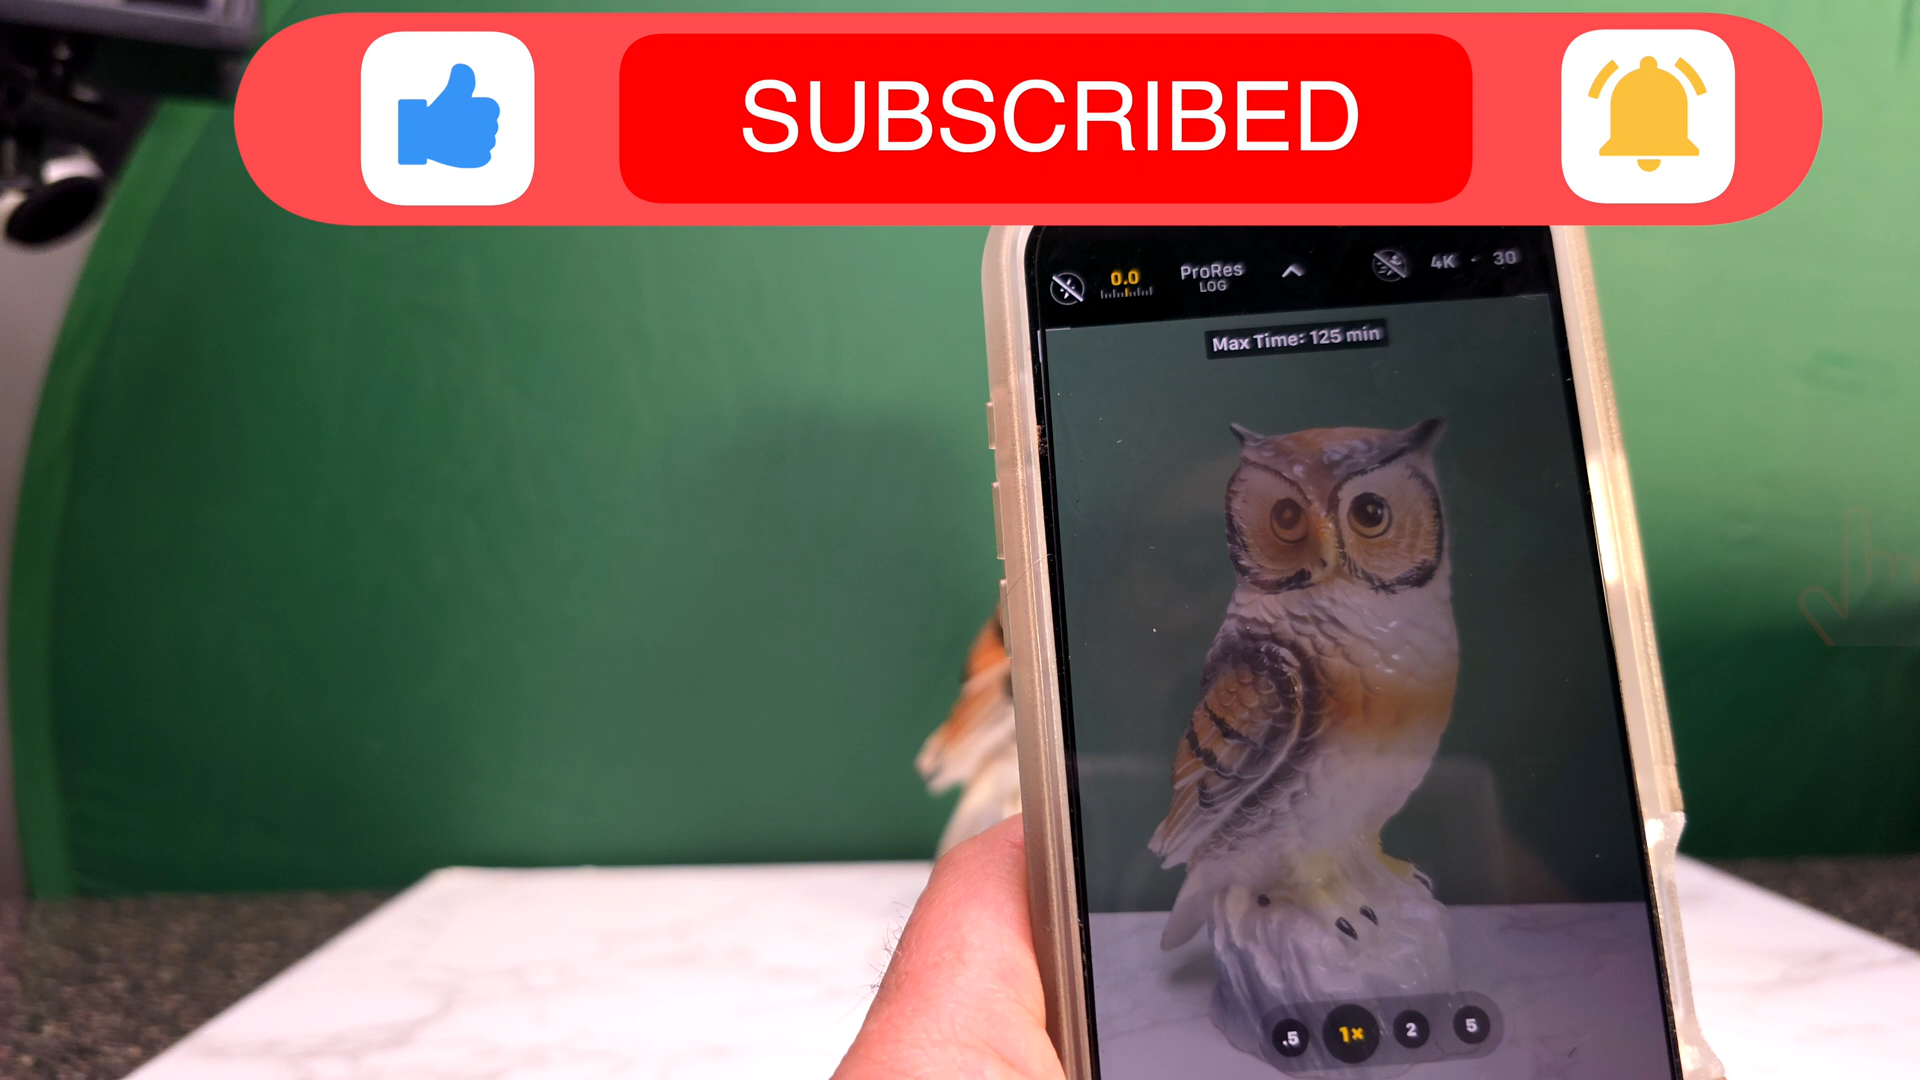 SUBSCRIBED
0.0
ProRes
LOG
4K · 30
Max Time: 125 min
.5 1× 2 5